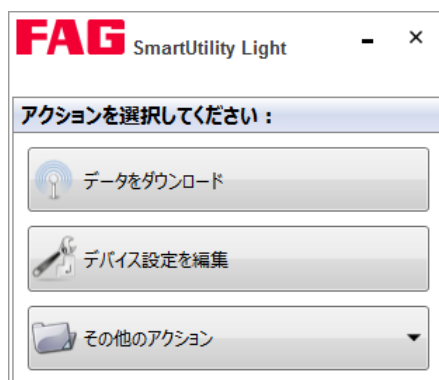 FAG SmartUtility Light
アクションを選択してください：
データをダウンロード
デバイス設定を編集
その他のアクション